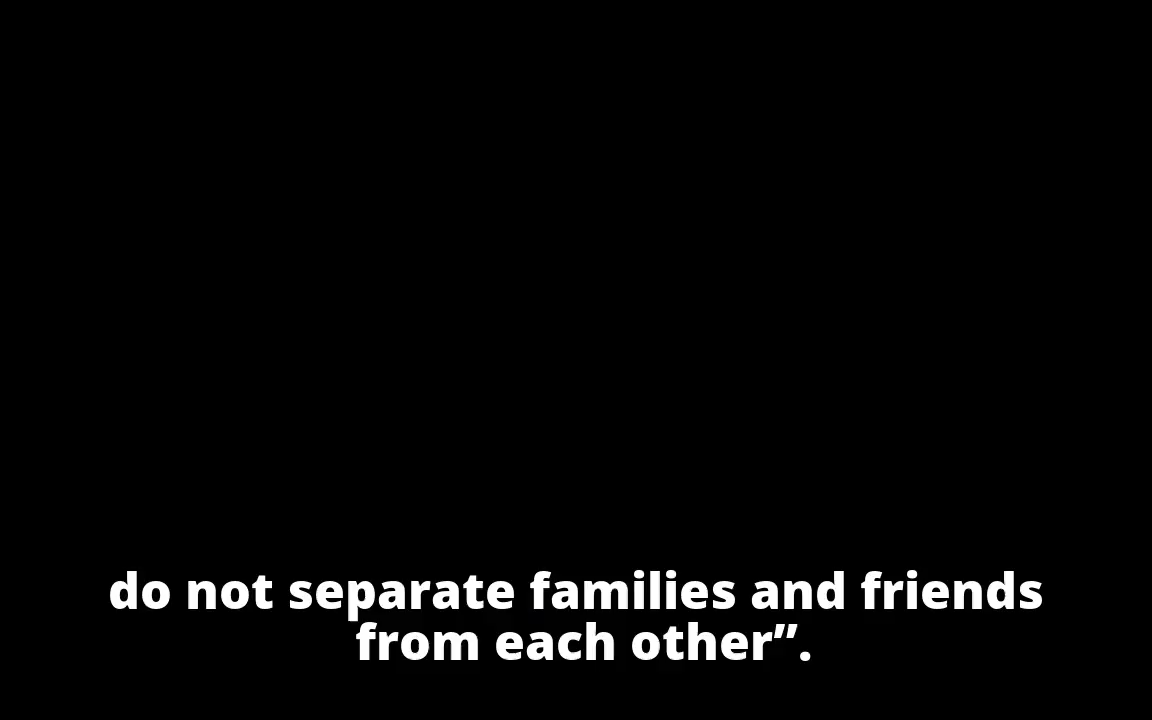 do not separate families and friends
from each other”.